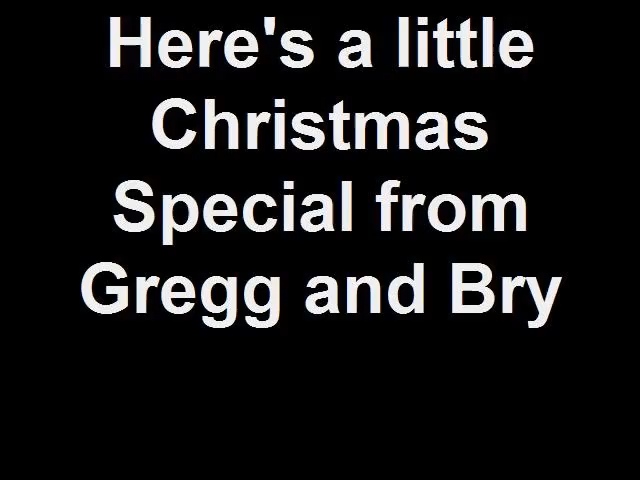 Here's a little
Christmas
Special from
Gregg and Bry